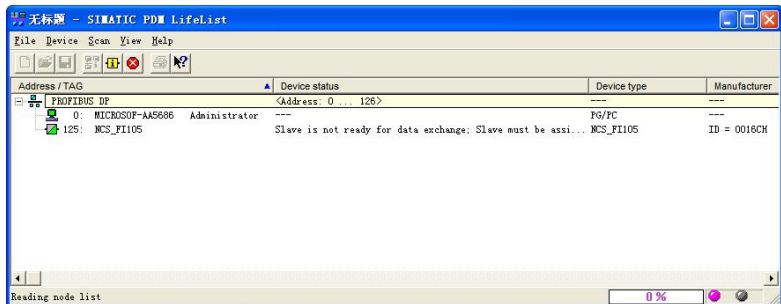 无标题 - SIMATIC PDM LifeList
File Device Scan View Help
Address / TAG Device status Device type Manufacturer
PROFIBUS DP <Address: 0 ... 126> --- ---
0: MICROSOF-AA5686 Administrator --- PG/PC ---
125: NCS_FI105 Slave is not ready for data exchange; Slave must be assi... NCS_FI105 ID = 0016CH
Reading node list 0 %